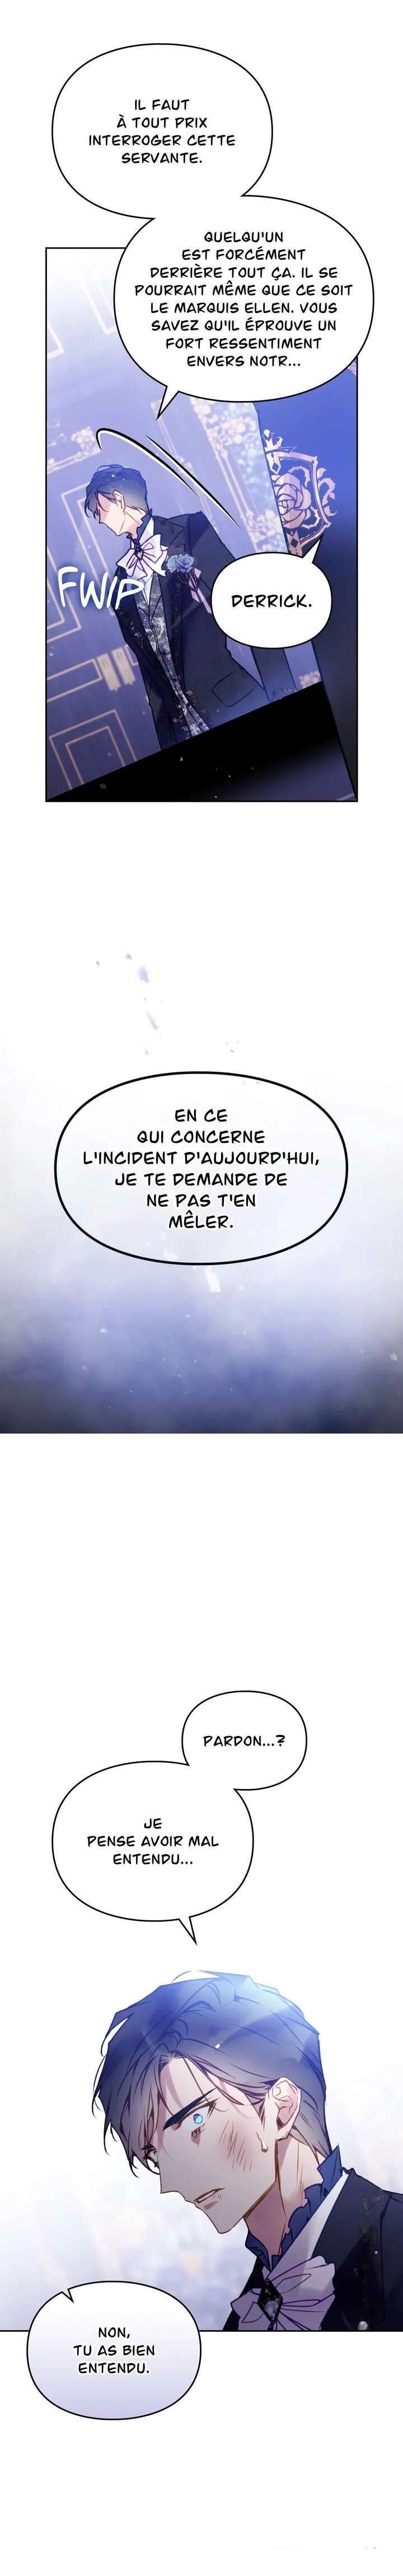 IL FAUT
À TOUT PRIX
INTERROGER CETTE
SERVANTE.
QUELQU'UN
EST FORCÉMENT
DERRIÈRE TOUT ÇA. IL SE
POURRAIT MÊME QUE CE SOIT
LE MARQUIS ELLEN. VOUS
SAVEZ QU'IL ÉPROUVE UN
FORT RESSENTIMENT
ENVERS NOTR...
FWIP
DERRICK.
EN CE
QUI CONCERNE
L'INCIDENT D'AUJOURD'HUI,
JE TE DEMANDE DE
NE PAS T'EN
MÊLER.
PARDON...?
JE
PENSE AVOIR MAL
ENTENDU...
NON,
TU AS BIEN
ENTENDU.